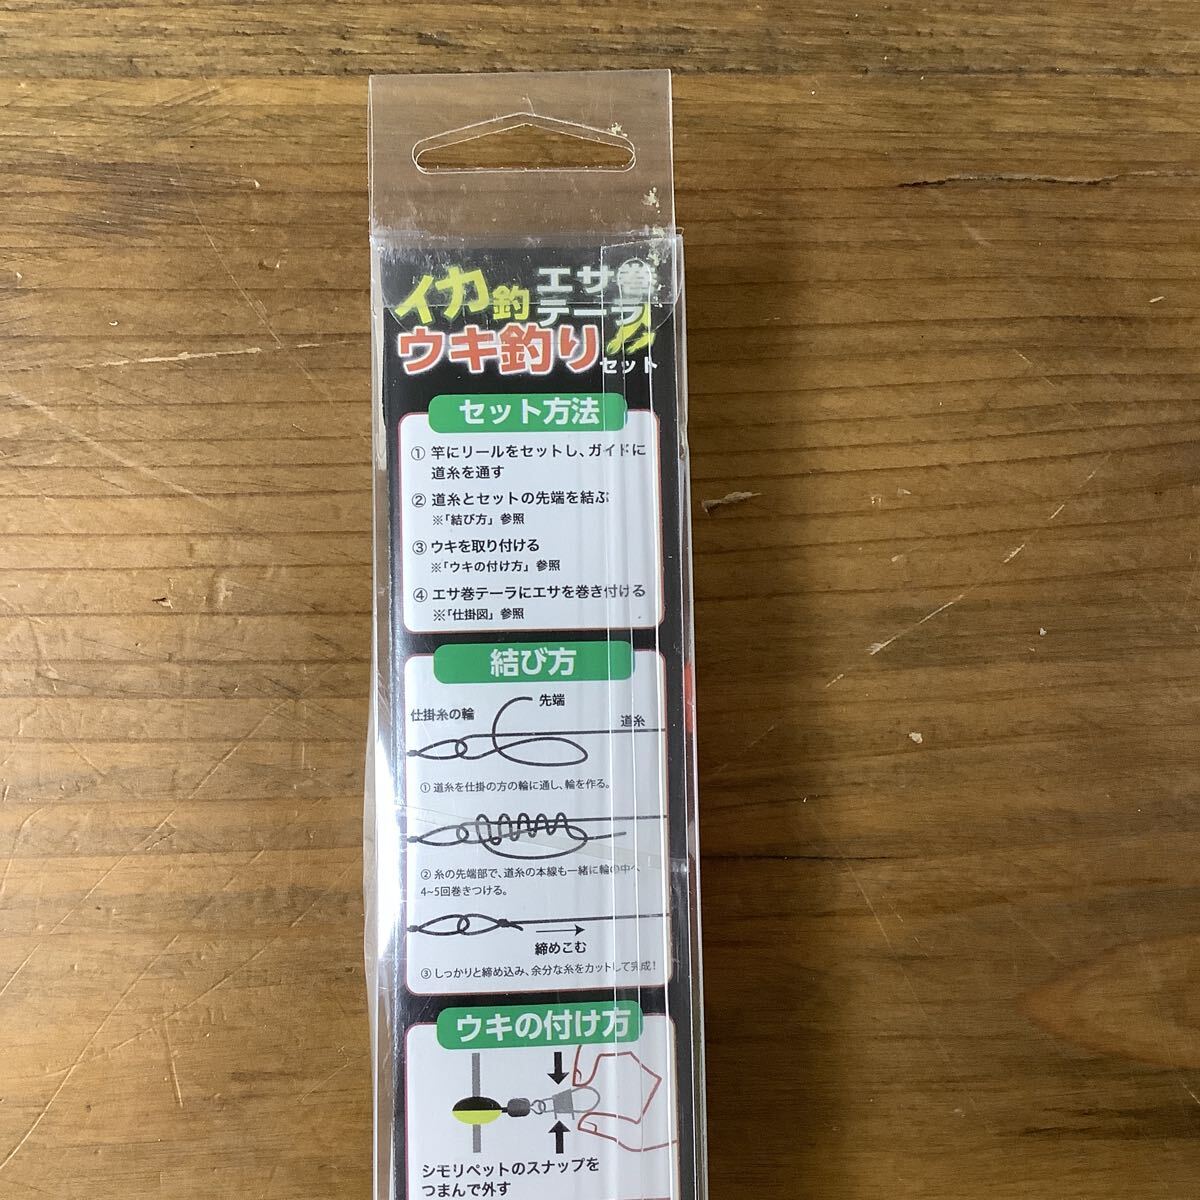 イカ釣 エサ巻
テーラ
ウキ釣り セット
セット方法
① 竿にリールをセットし、ガイドに
道糸を通す
② 道糸とセットの先端を結ぶ
※「結び方」参照
③ ウキを取り付ける
※「ウキの付け方」参照
④ エサ巻テーラにエサを巻き付ける
※「仕掛図」参照
結び方
先端
仕掛糸の輪
道糸
① 道糸を仕掛の方の輪に通し、輪を作る。
② 糸の先端部で、道糸の本線も一緒に輪の中へ
4~5回巻きつける。
締めこむ
③ しっかりと締め込み、余分な糸をカットして完成!
ウキの付け方
シモリペットのスナップを
つまんで外す